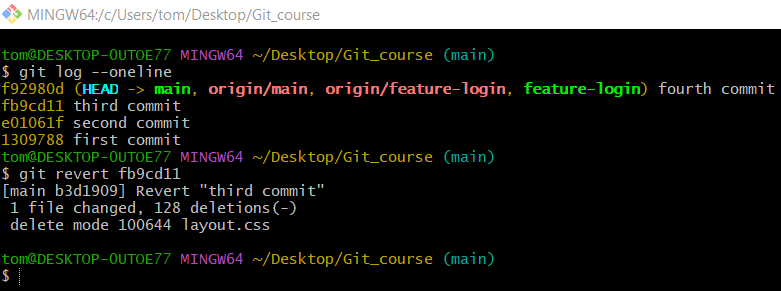 MINGW64:/c/Users/tom/Desktop/Git_course
tom@DESKTOP-OUTOE77 MINGW64 ~/Desktop/Git_course (main)
$ git log --oneline
f92980d (HEAD -> main, origin/main, origin/feature-login, feature-login) fourth commit
fb9cd11 third commit
e01061f second commit
1309788 first commit
tom@DESKTOP-OUTOE77 MINGW64 ~/Desktop/Git_course (main)
$ git revert fb9cd11
[main b3d1909] Revert "third commit"
 1 file changed, 128 deletions(-)
 delete mode 100644 layout.css
tom@DESKTOP-OUTOE77 MINGW64 ~/Desktop/Git_course (main)
$